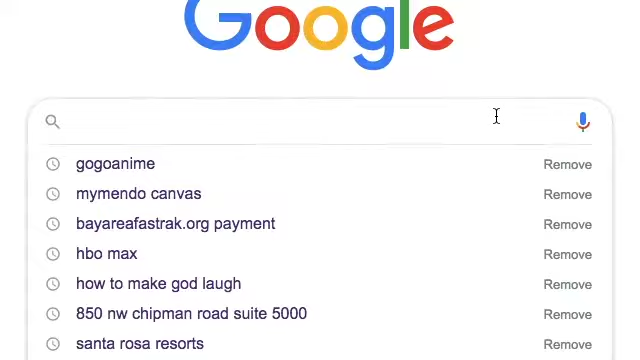 Google
gogoanime Remove
mymendo canvas Remove
bayareafastrak.org payment Remove
hbo max Remove
how to make god laugh Remove
850 nw chipman road suite 5000 Remove
santa rosa resorts Remove